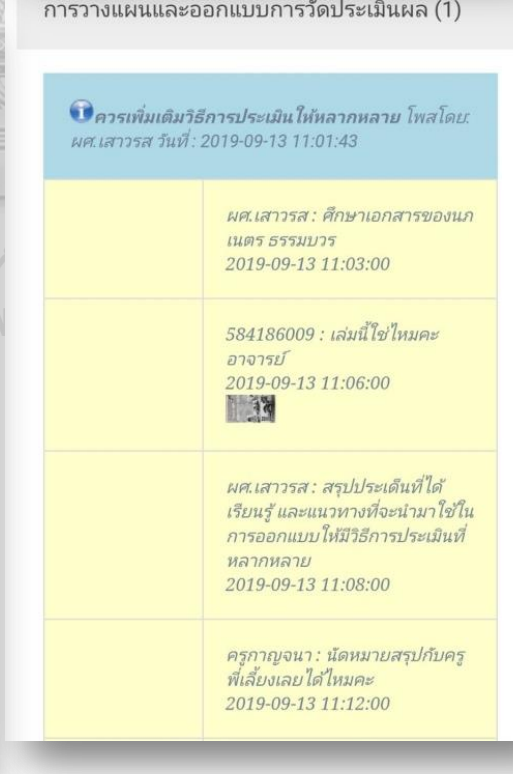 การวางแผนและออกแบบการวัดประเมินผล (1)
ควรเพิ่มเติมวิธีการประเมินให้หลากหลาย โพสโดย:
ผศ.เสาวรส วันที่ : 2019-09-13 11:01:43
ผศ.เสาวรส : ศึกษาเอกสารของนภ
เนตร ธรรมบวร
2019-09-13 11:03:00
584186009 : เล่มนี้ใช่ไหมคะ
อาจารย์
2019-09-13 11:06:00
ผศ.เสาวรส : สรุปประเด็นที่ได้
เรียนรู้ และแนวทางที่จะนำมาใช้ใน
การออกแบบให้มีวิธีการประเมินที่
หลากหลาย
2019-09-13 11:08:00
ครูกาญจนา : นัดหมายสรุปกับครู
พี่เลี้ยงเลยได้ไหมคะ
2019-09-13 11:12:00